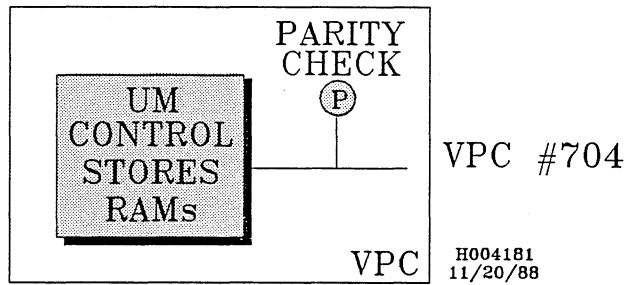 PARITY
CHECK
P
UM
CONTROL
STORES
RAMs
VPC #704
VPC
H004181
11/20/88